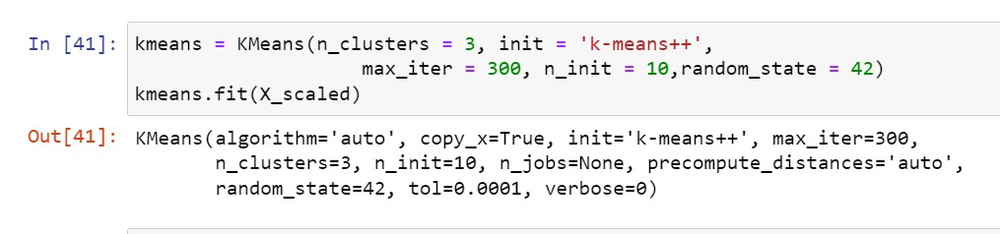 In [41]: kmeans = KMeans(n_clusters = 3, init = 'k-means++',
max_iter = 300, n_init = 10,random_state = 42)
kmeans.fit(X_scaled)
Out[41]: KMeans(algorithm='auto', copy_x=True, init='k-means++', max_iter=300,
n_clusters=3, n_init=10, n_jobs=None, precompute_distances='auto',
random_state=42, tol=0.0001, verbose=0)